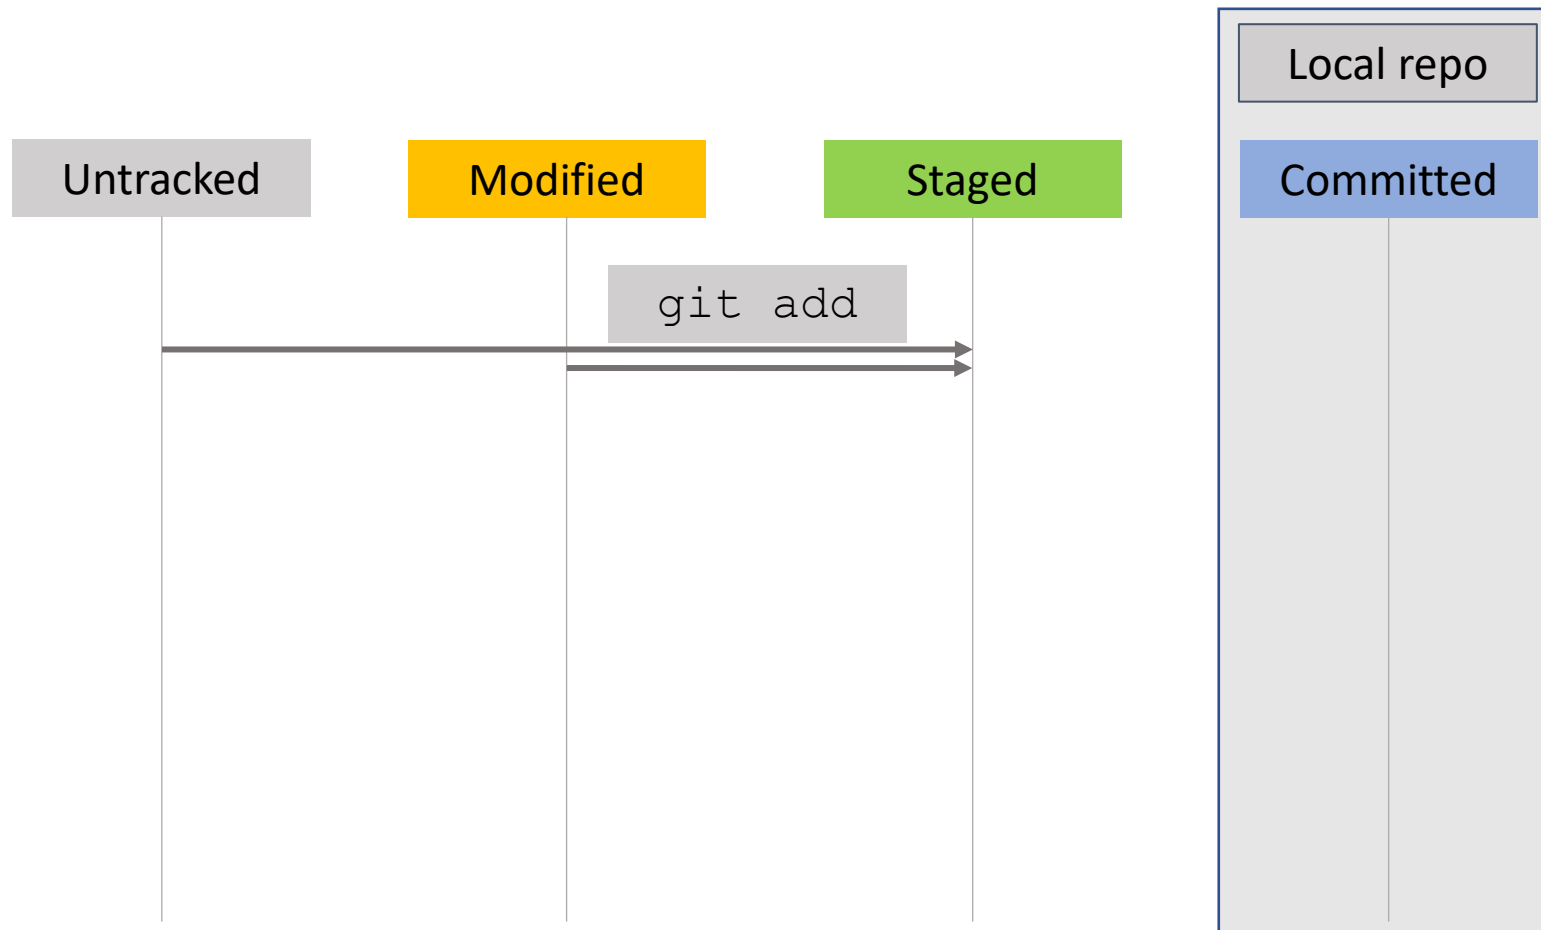 Local repo
Untracked
Modified
Staged
Committed
git add